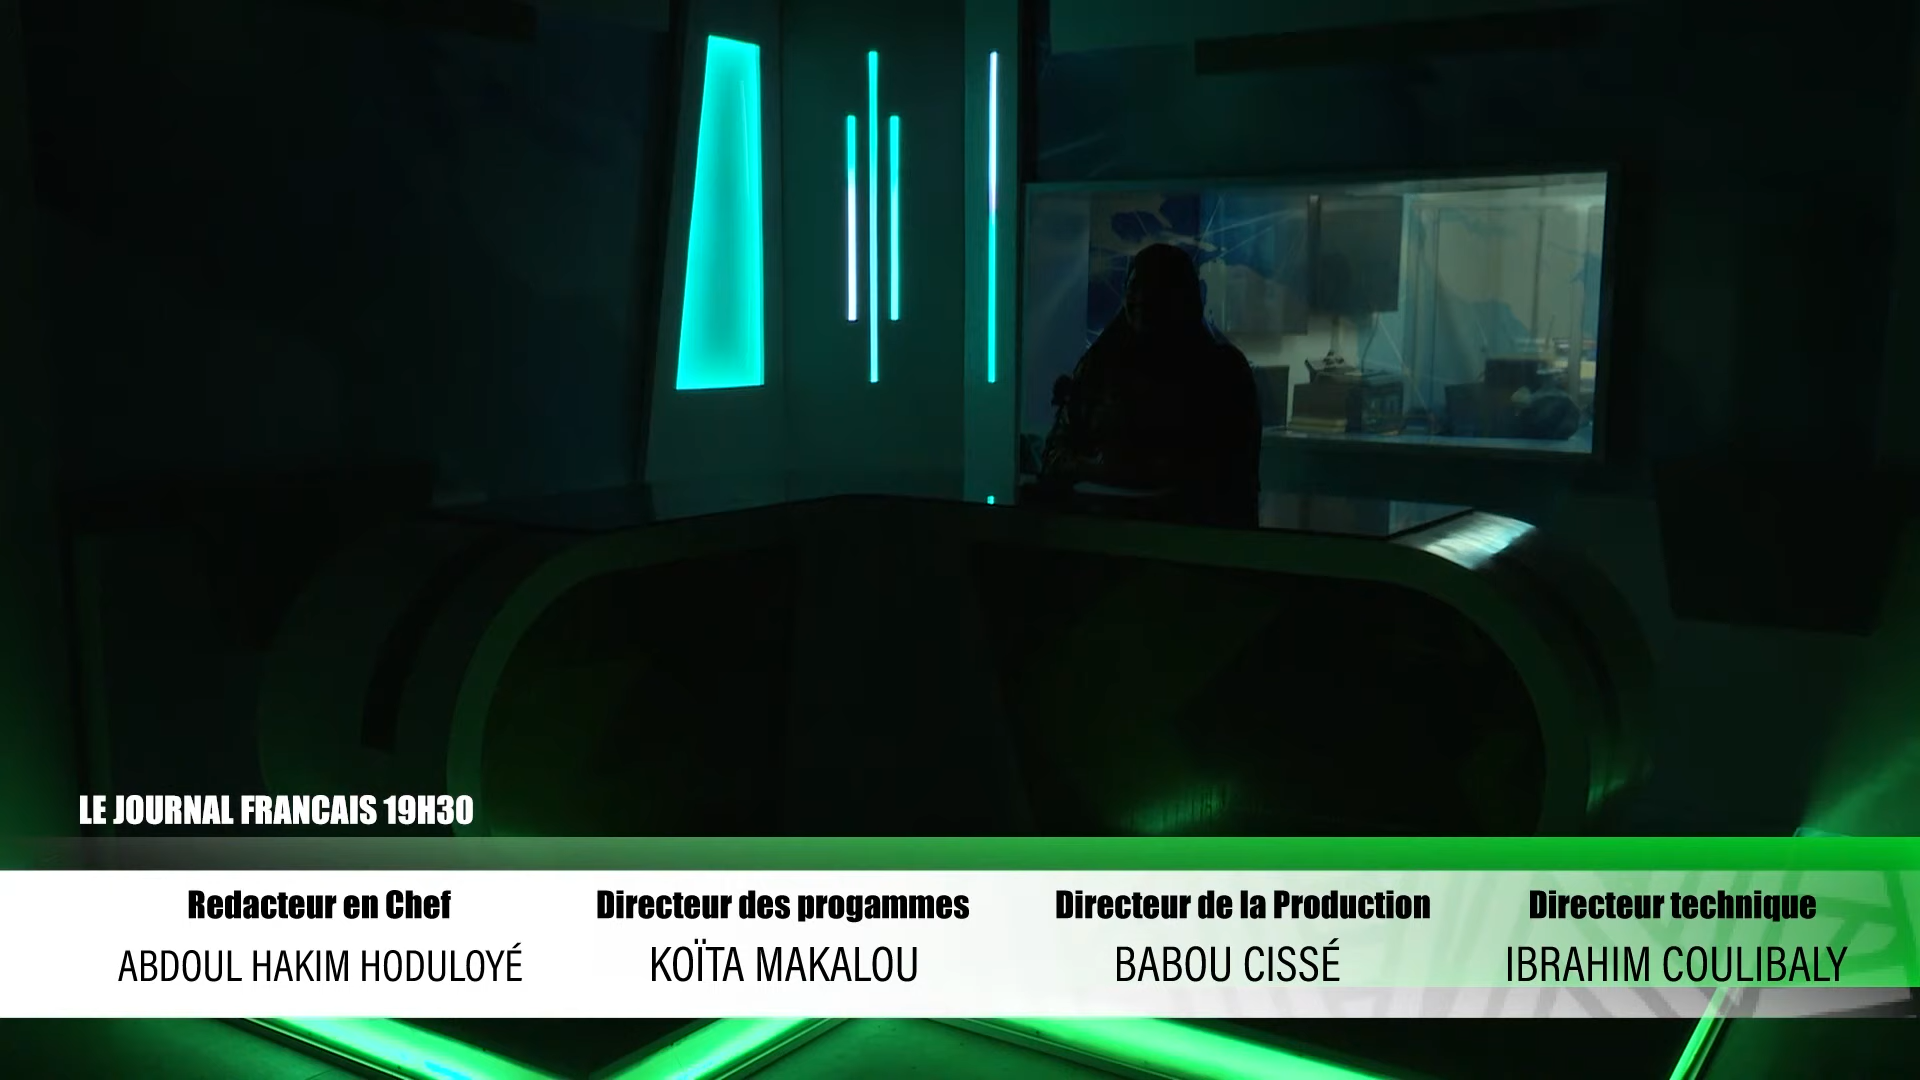 LE JOURNAL FRANCAIS 19H30
Redacteur en Chef
ABDOUL HAKIM HODULOYÉ
Directeur des progammes
KOÏTA MAKALOU
Directeur de la Production
BABOU CISSÉ
Directeur technique
IBRAHIM COULIBALY